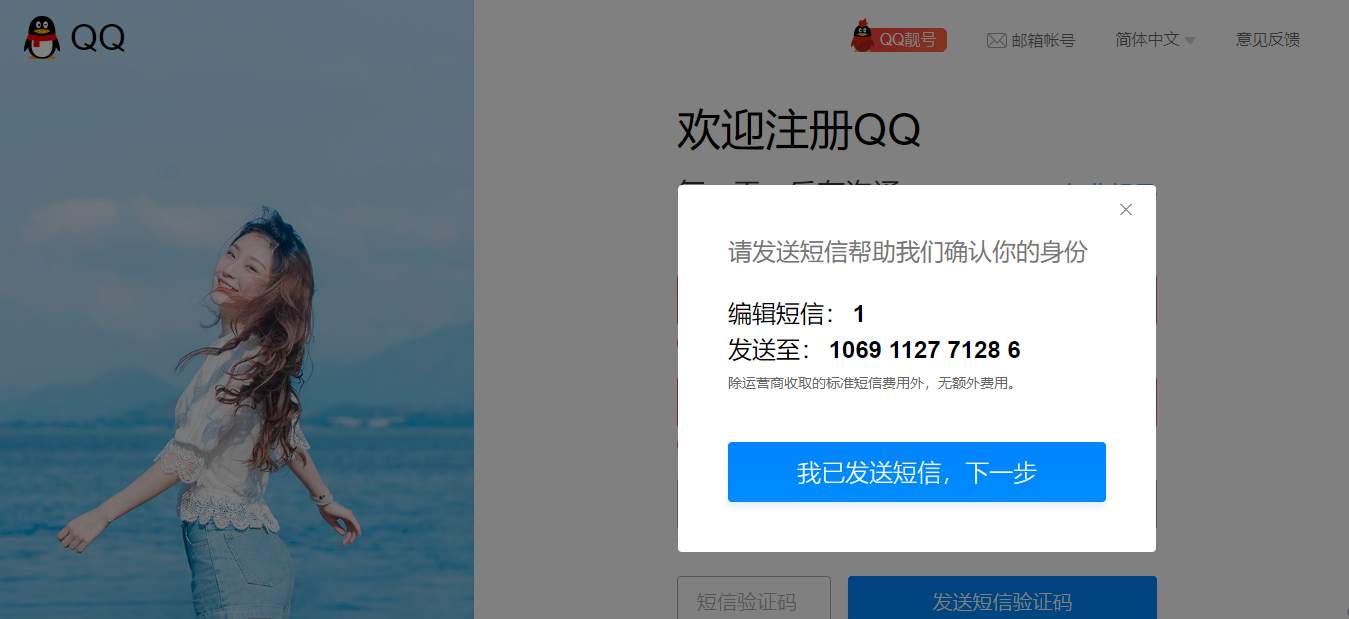 QQ
QQ靓号
邮箱帐号
简体中文
意见反馈
欢迎注册QQ
请发送短信帮助我们确认你的身份
编辑短信： 1
发送至： 1069 1127 7128 6
除运营商收取的标准短信费用外，无额外费用。
我已发送短信，下一步
短信验证码
发送短信验证码